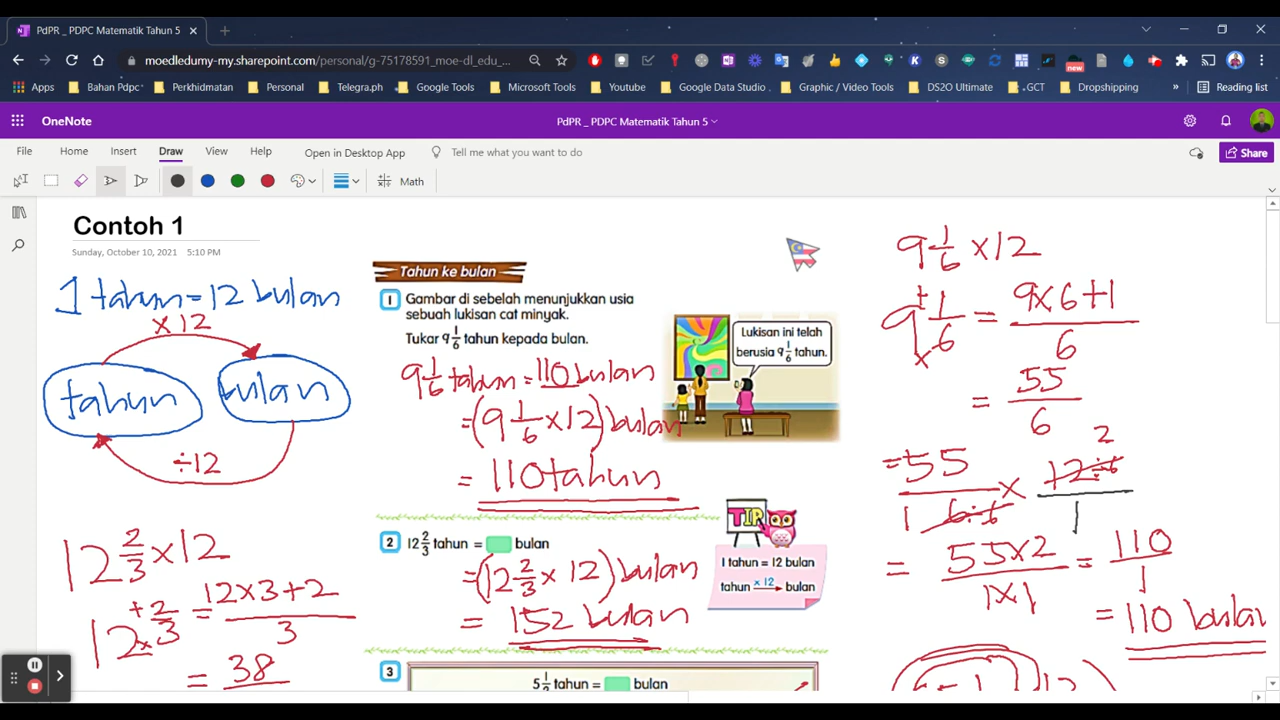 PdPR _ PDPC Matematik Tahun 5
moedledumy-my.sharepoint.com/personal/g-75178591_moe-dl_edu_...
Apps Bahan Pdpc Perkhidmatan Personal Telegra.ph Google Tools Microsoft Tools Youtube Google Data Studio Graphic / Video Tools DS2O Ultimate GCT Dropshipping » Reading list
new
OneNote PdPR _ PDPC Matematik Tahun 5
File Home Insert Draw View Help Open in Desktop App Tell me what you want to do Share
Math
Contoh 1
Sunday, October 10, 2021 5:10 PM
1 tahun = 12 bulan
× 12
tahun bulan
÷12
12 2/3 × 12
12 + 2/3 × = 12 × 3 + 2 / 3
= 38
Tahun ke bulan
1 Gambar di sebelah menunjukkan usia
sebuah lukisan cat minyak.
Tukar 9 1/6 tahun kepada bulan.
Lukisan ini telah
berusia 9 1/6 tahun.
9 1/6 tahun = 110 bulan
= (9 1/6 × 12) bulan
= 110 tahun
2 12 2/3 tahun = bulan
= (12 2/3 × 12) bulan
= 152 bulan
TIP
1 tahun = 12 bulan
tahun × 12 bulan
3
5 1/2 tahun = bulan
9 1/6 × 12
9 + 1/6 × = 9 × 6 + 1 / 6
= 55/6
= 55 / 6÷6 × 12÷6 / 1
2
1
= 55 × 2 / 1 × 1 = 110/1
= 110 bulan